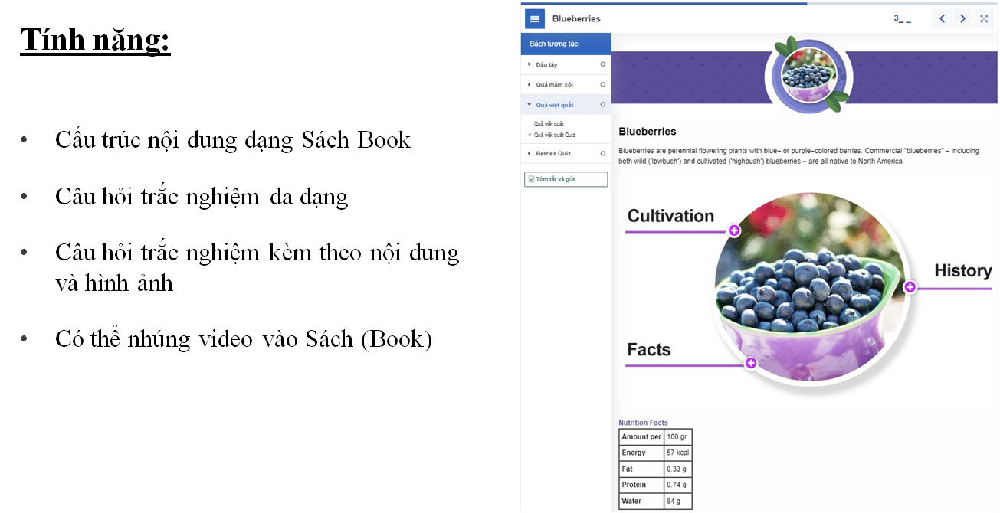 Tính năng:
• Cấu trúc nội dung dạng Sách Book
• Câu hỏi trắc nghiệm đa dạng
• Câu hỏi trắc nghiệm kèm theo nội dung
và hình ảnh
• Có thể nhúng video vào Sách (Book)
Blueberries
3_ _
Sách tương tác
Dâu tây
Quả mâm xôi
Quả việt quất
Quả việt quất
Quả việt quất Quiz
Berries Quiz
Tóm tắt và gửi
Blueberries
Blueberries are perennial flowering plants with blue– or purple–colored berries. Commercial "blueberries" – including
both wild ('lowbush') and cultivated ('highbush') blueberries – are all native to North America.
Cultivation
History
Facts
Nutrition Facts
Amount per 100 gr
Energy 57 kcal
Fat 0.33 g
Protein 0.74 g
Water 84 g